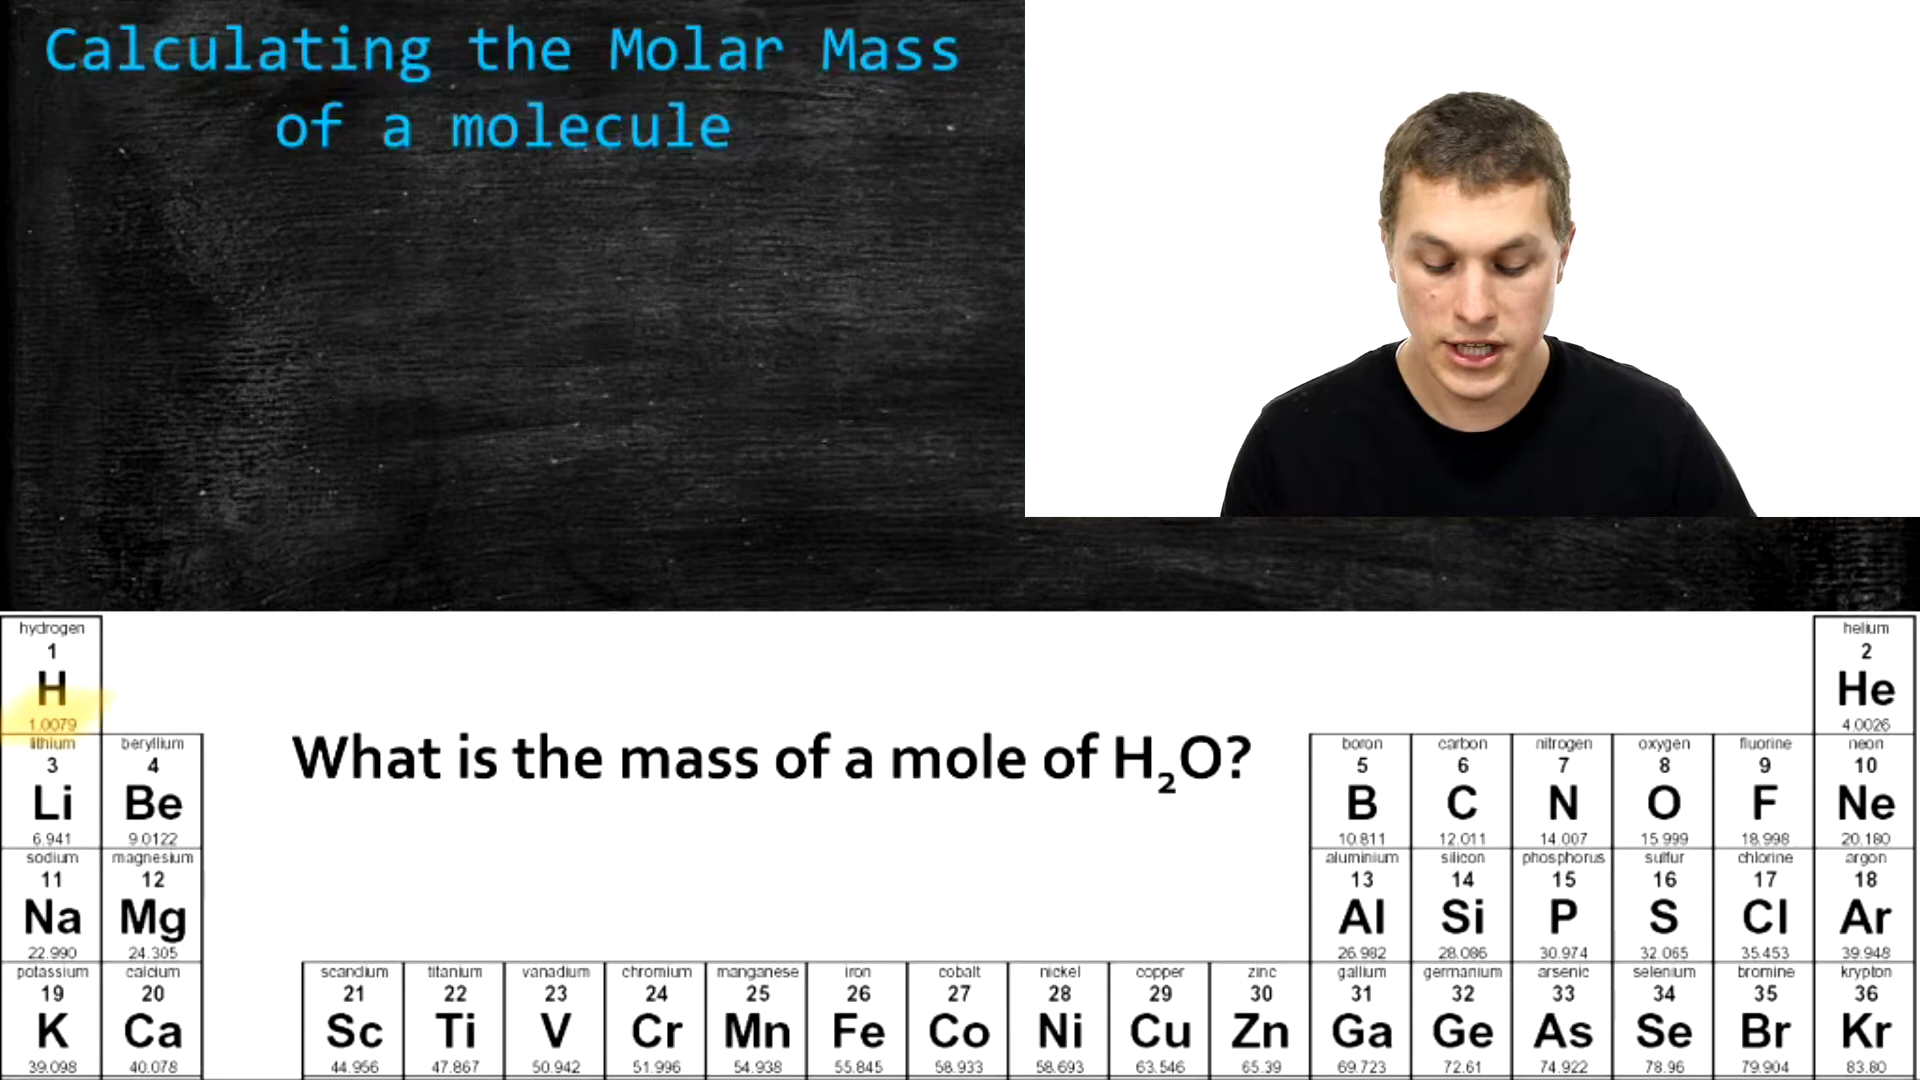 Calculating the Molar Mass
of a molecule
hydrogen
1
H
1.0079
helium
2
He
4.0026
What is the mass of a mole of H₂O?
lithium
3
Li
6.941
beryllium
4
Be
9.0122
boron
5
B
10.811
carbon
6
C
12.011
nitrogen
7
N
14.007
oxygen
8
O
15.999
fluorine
9
F
18.998
neon
10
Ne
20.180
sodium
11
Na
22.990
magnesium
12
Mg
24.305
aluminium
13
Al
26.982
silicon
14
Si
28.086
phosphorus
15
P
30.974
sulfur
16
S
32.065
chlorine
17
Cl
35.453
argon
18
Ar
39.948
potassium
19
K
39.098
calcium
20
Ca
40.078
scandium
21
Sc
44.956
titanium
22
Ti
47.867
vanadium
23
V
50.942
chromium
24
Cr
51.996
manganese
25
Mn
54.938
iron
26
Fe
55.845
cobalt
27
Co
58.933
nickel
28
Ni
58.693
copper
29
Cu
63.546
zinc
30
Zn
65.39
gallium
31
Ga
69.723
germanium
32
Ge
72.61
arsenic
33
As
74.922
selenium
34
Se
78.96
bromine
35
Br
79.904
krypton
36
Kr
83.80